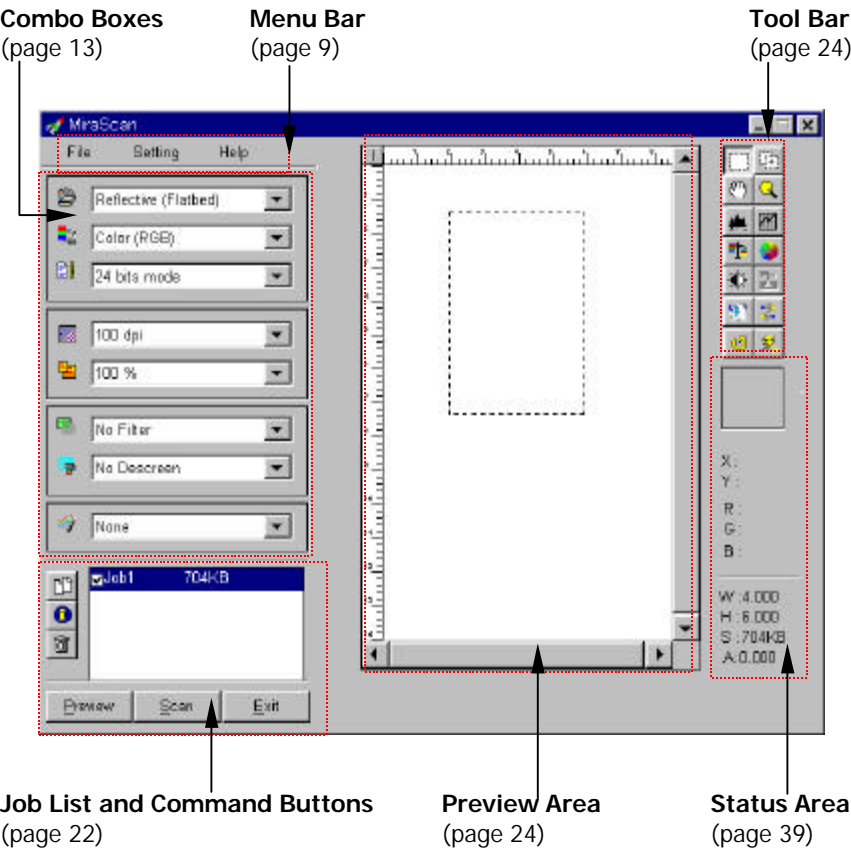 Combo Boxes
(page 13)
Menu Bar
(page 9)
Tool Bar
(page 24)
MiraScan
File Setting Help
Reflective (Flatbed)
Color (RGB)
24 bits mode
100 dpi
100 %
No Filter
No Descreen
None
Job1 704KB
Preview Scan Exit
X:
Y:
R:
G:
B:
W:4.000
H:6.000
S:704KB
A:0.000
Job List and Command Buttons
(page 22)
Preview Area
(page 24)
Status Area
(page 39)